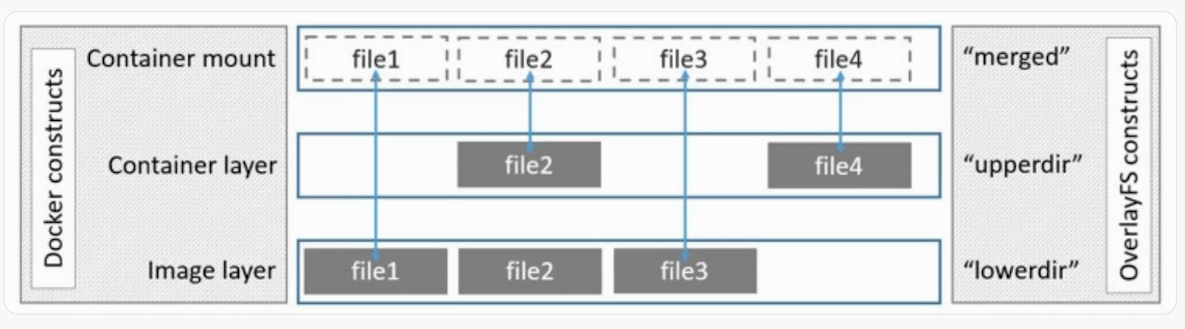 Docker constructs
Container mount
file1 file2 file3 file4
“merged”
Container layer
file2 file4
“upperdir”
Image layer
file1 file2 file3
“lowerdir”
OverlayFS constructs